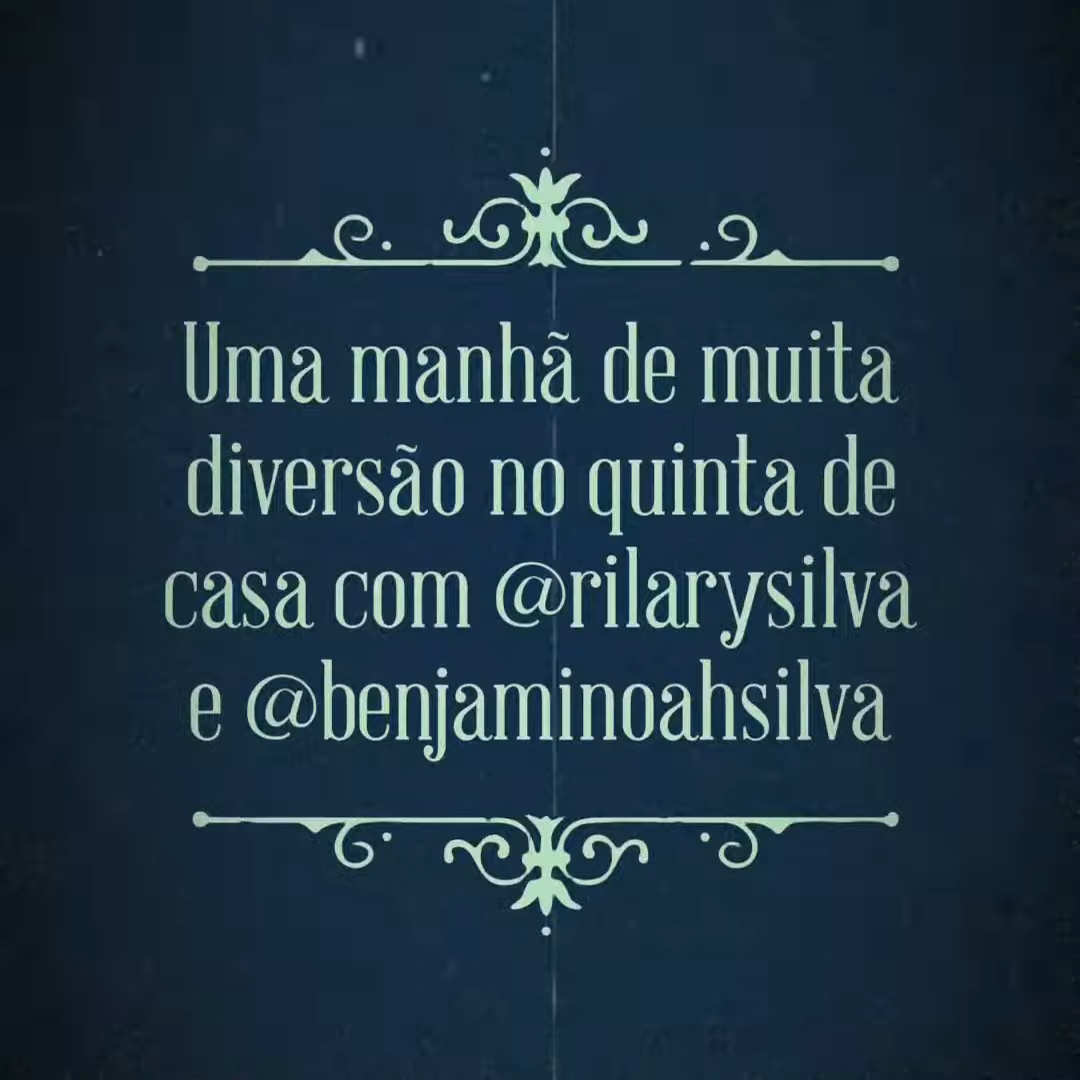 Uma manhã de muita
diversão no quinta de
casa com @rilarysilva
e @benjaminoahsilva